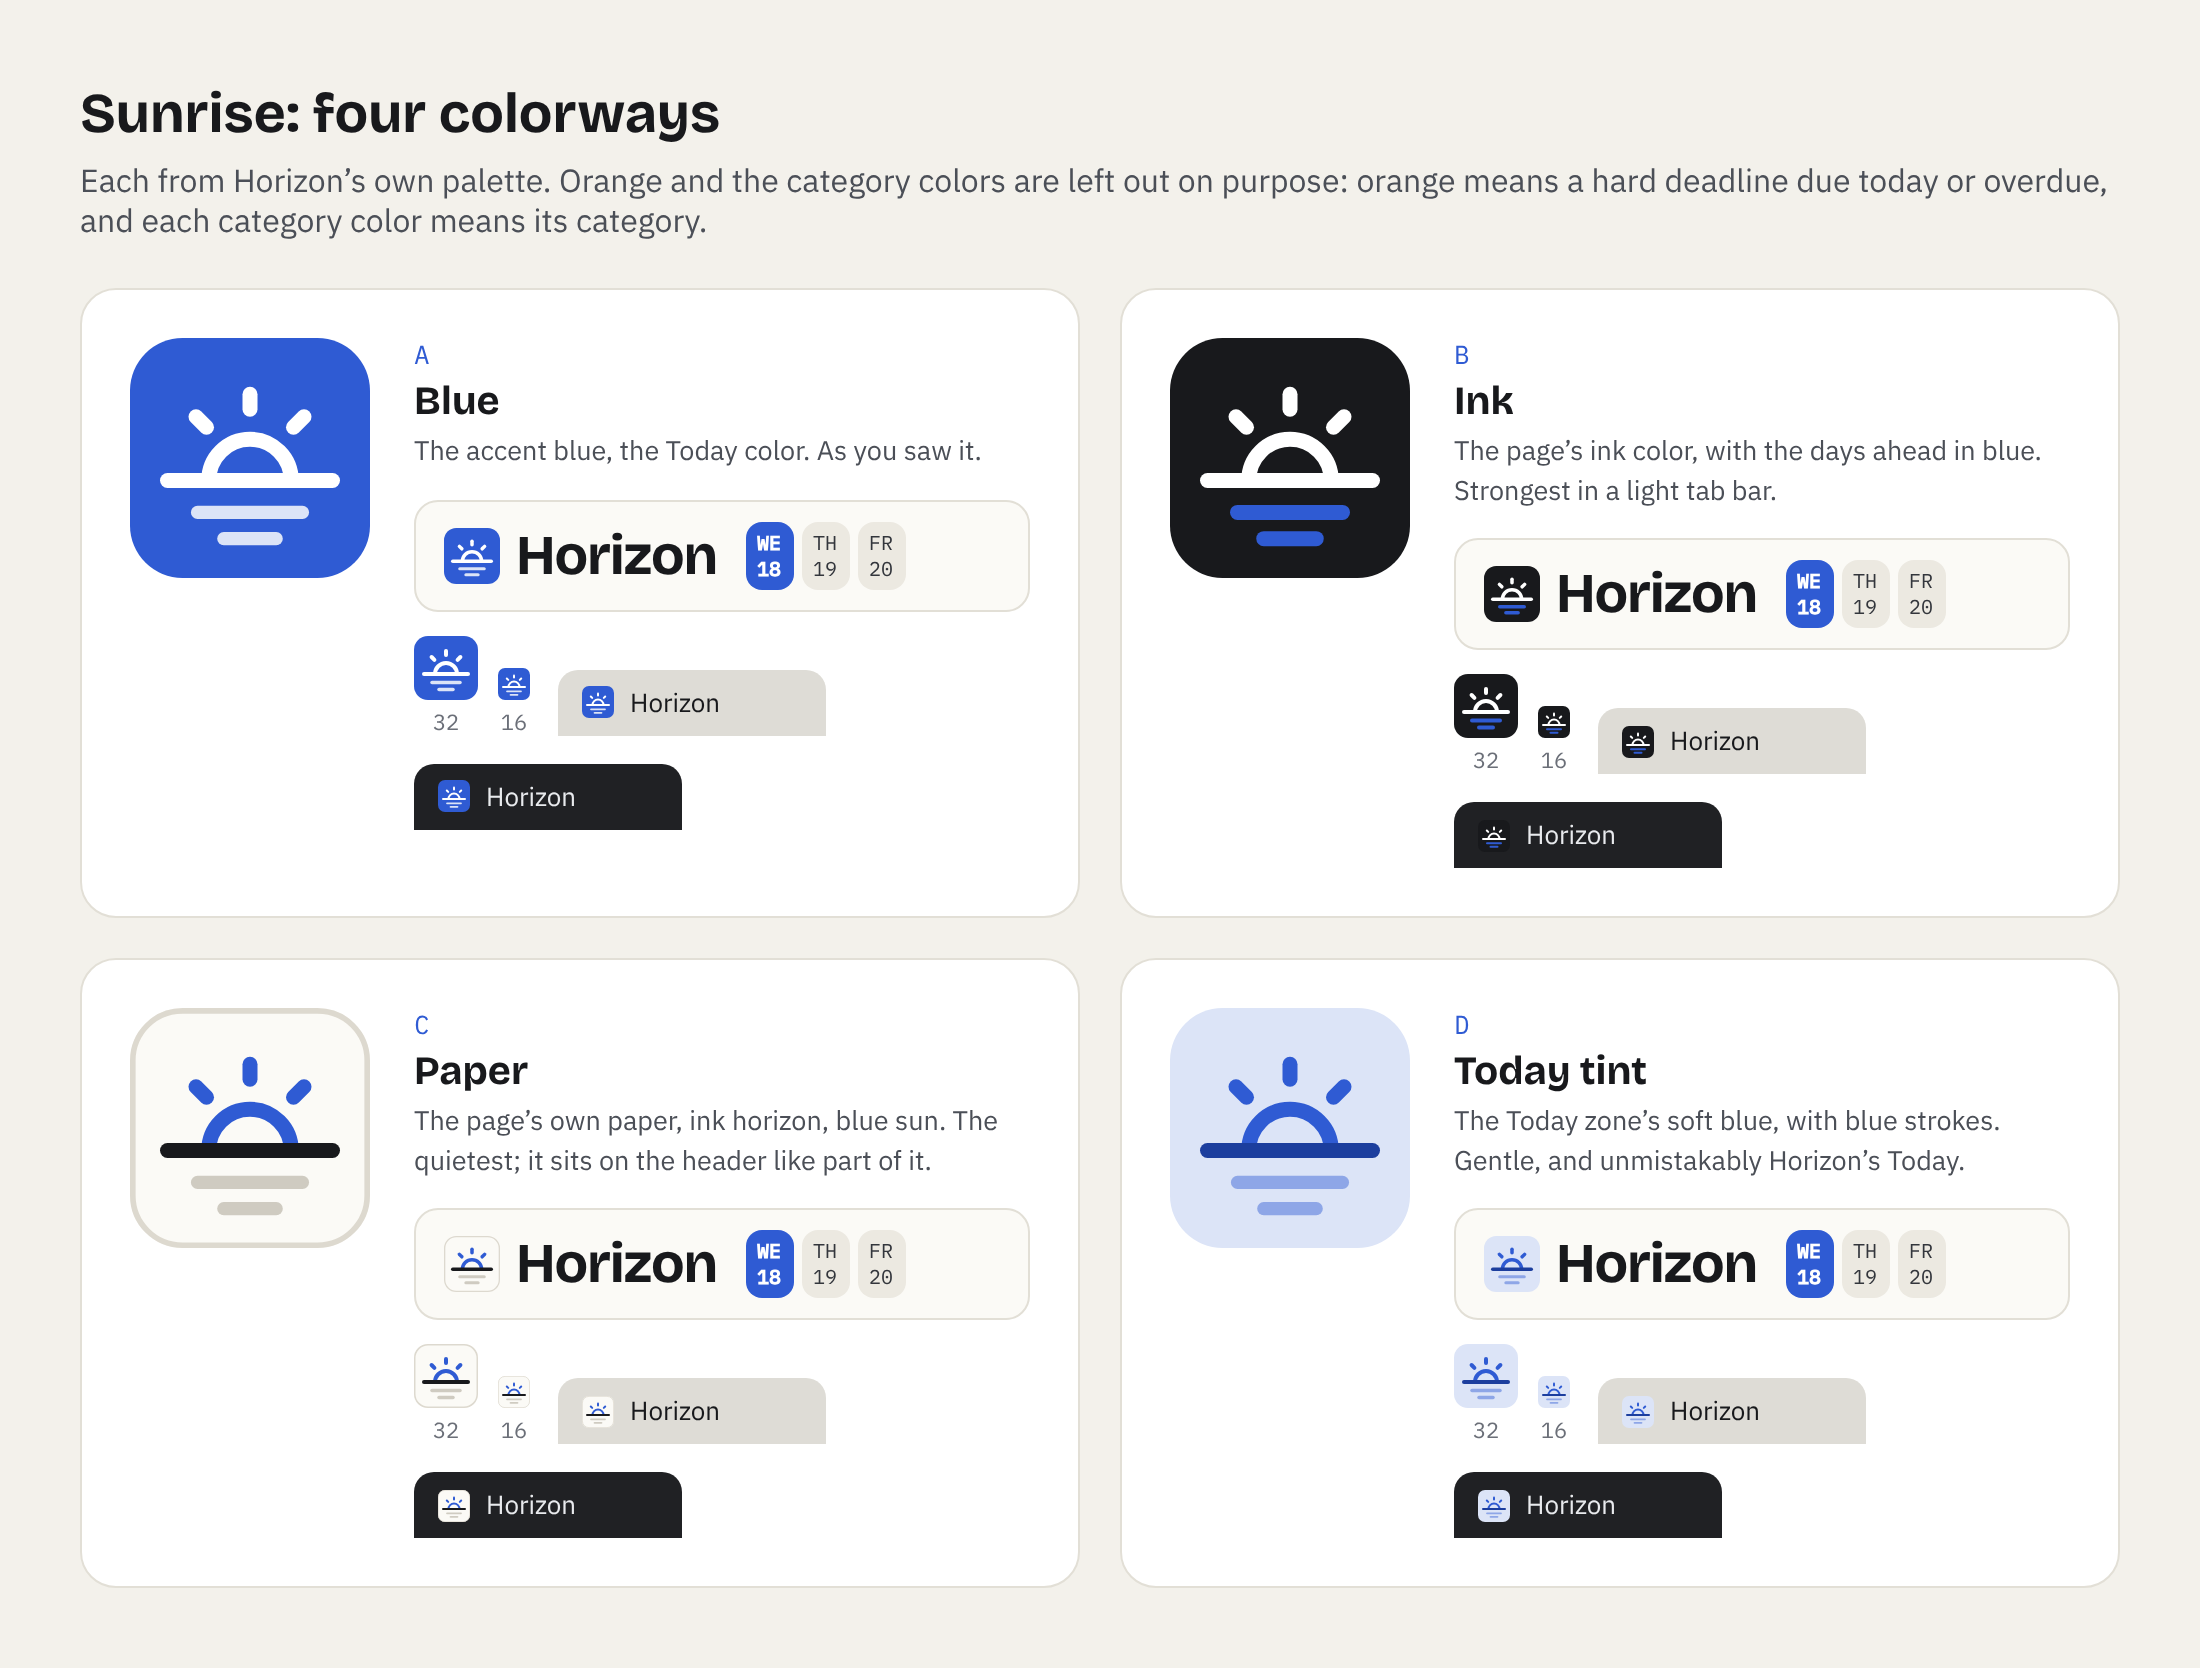 Sunrise: four colorways
Each from Horizon’s own palette. Orange and the category colors are left out on purpose: orange means a hard deadline due today or overdue,
and each category color means its category.
A
Blue
The accent blue, the Today color. As you saw it.
Horizon
WE 18
TH 19
FR 20
32
16
Horizon
Horizon
B
Ink
The page’s ink color, with the days ahead in blue.
Strongest in a light tab bar.
Horizon
WE 18
TH 19
FR 20
32
16
Horizon
Horizon
C
Paper
The page’s own paper, ink horizon, blue sun. The
quietest; it sits on the header like part of it.
Horizon
WE 18
TH 19
FR 20
32
16
Horizon
Horizon
D
Today tint
The Today zone’s soft blue, with blue strokes.
Gentle, and unmistakably Horizon’s Today.
Horizon
WE 18
TH 19
FR 20
32
16
Horizon
Horizon